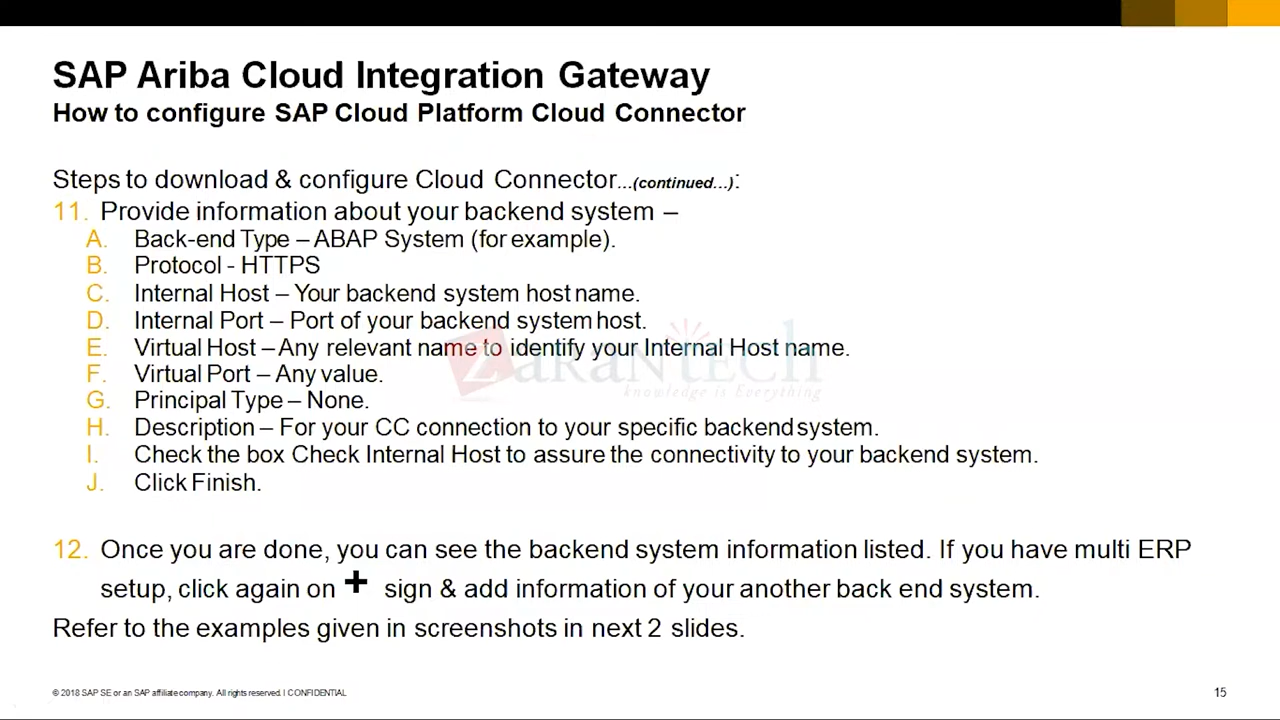 SAP Ariba Cloud Integration Gateway
How to configure SAP Cloud Platform Cloud Connector
Steps to download & configure Cloud Connector...(continued...):
11. Provide information about your backend system –
A. Back-end Type – ABAP System (for example).
B. Protocol - HTTPS
C. Internal Host – Your backend system host name.
D. Internal Port – Port of your backend system host.
E. Virtual Host – Any relevant name to identify your Internal Host name.
F. Virtual Port – Any value.
ZaranTech
knowledge is Everything
G. Principal Type – None.
H. Description – For your CC connection to your specific backend system.
I. Check the box Check Internal Host to assure the connectivity to your backend system.
J. Click Finish.
12. Once you are done, you can see the backend system information listed. If you have multi ERP
setup, click again on + sign & add information of your another back end system.
Refer to the examples given in screenshots in next 2 slides.
© 2018 SAP SE or an SAP affiliate company. All rights reserved. I CONFIDENTIAL
15